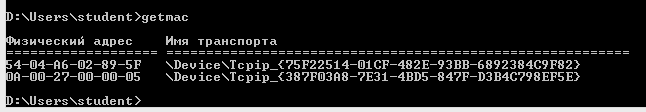 D:\Users\student>getmac
Физический адрес Имя транспорта
=================== ==========================================================
54-04-A6-02-89-5F \Device\Tcpip_{75F22514-01CF-482E-93BB-6892384C9F82}
0A-00-27-00-00-05 \Device\Tcpip_{387F03A8-7E31-4BD5-847F-D3B4C798EF5E}
D:\Users\student>